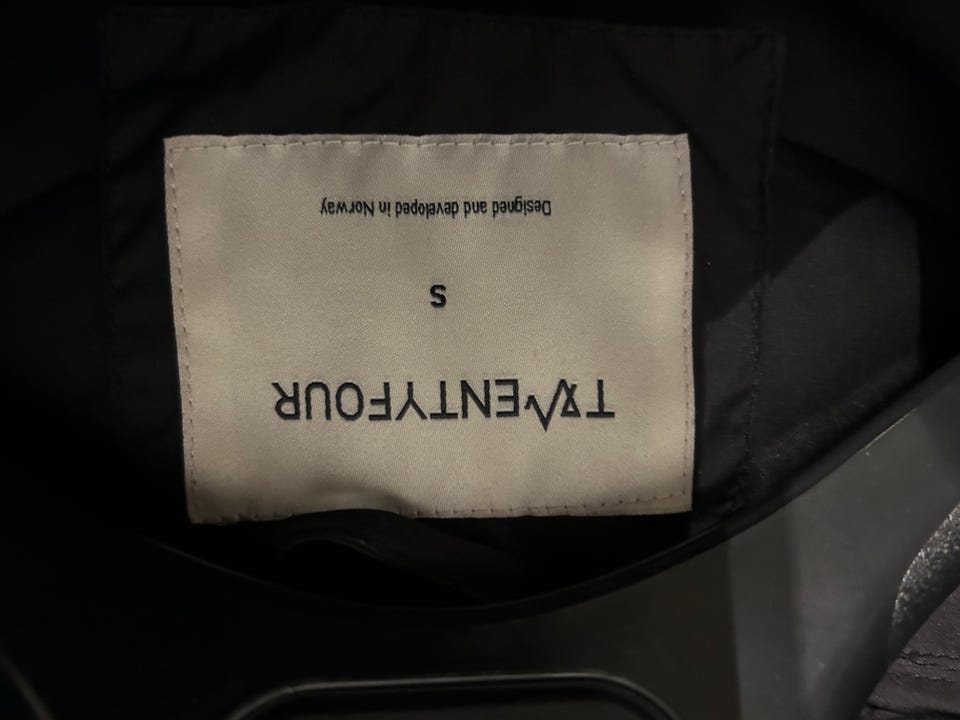 TWENTYFOUR
S
Designed and developed in Norway